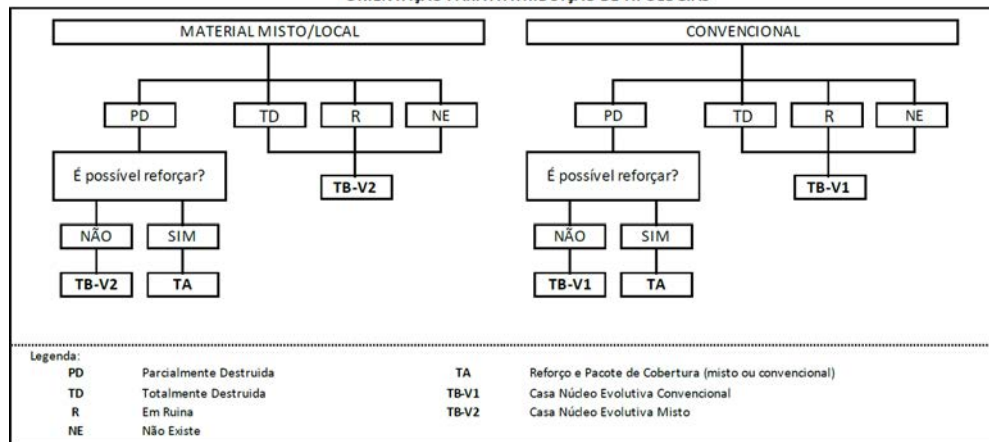 MATERIAL MISTO/LOCAL
PD TD R NE
É possível reforçar?
TB-V2
NÃO SIM
TB-V2 TA
CONVENCIONAL
PD TD R NE
É possível reforçar?
TB-V1
NÃO SIM
TB-V1 TA
Legenda:
PD Parcialmente Destruida TA Reforço e Pacote de Cobertura (misto ou convencional)
TD Totalmente Destruida TB-V1 Casa Núcleo Evolutiva Convencional
R Em Ruina TB-V2 Casa Núcleo Evolutiva Misto
NE Não Existe